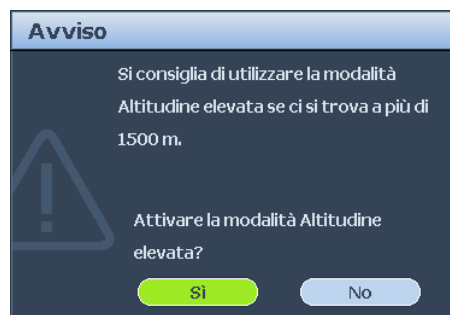 Avviso
Si consiglia di utilizzare la modalità
Altitudine elevata se ci si trova a più di
1500 m.
Attivare la modalità Altitudine
elevata?
Sì No